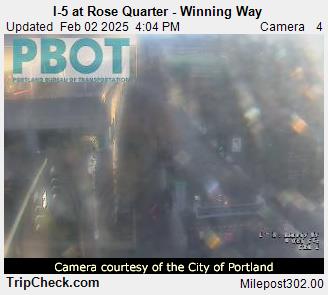 I-5 at Rose Quarter - Winning Way
Updated Feb 02 2025 4:04 PM Camera 4
PBOT
PORTLAND BUREAU OF TRANSPORTATION
Camera courtesy of the City of Portland
TripCheck.com Milepost302.00